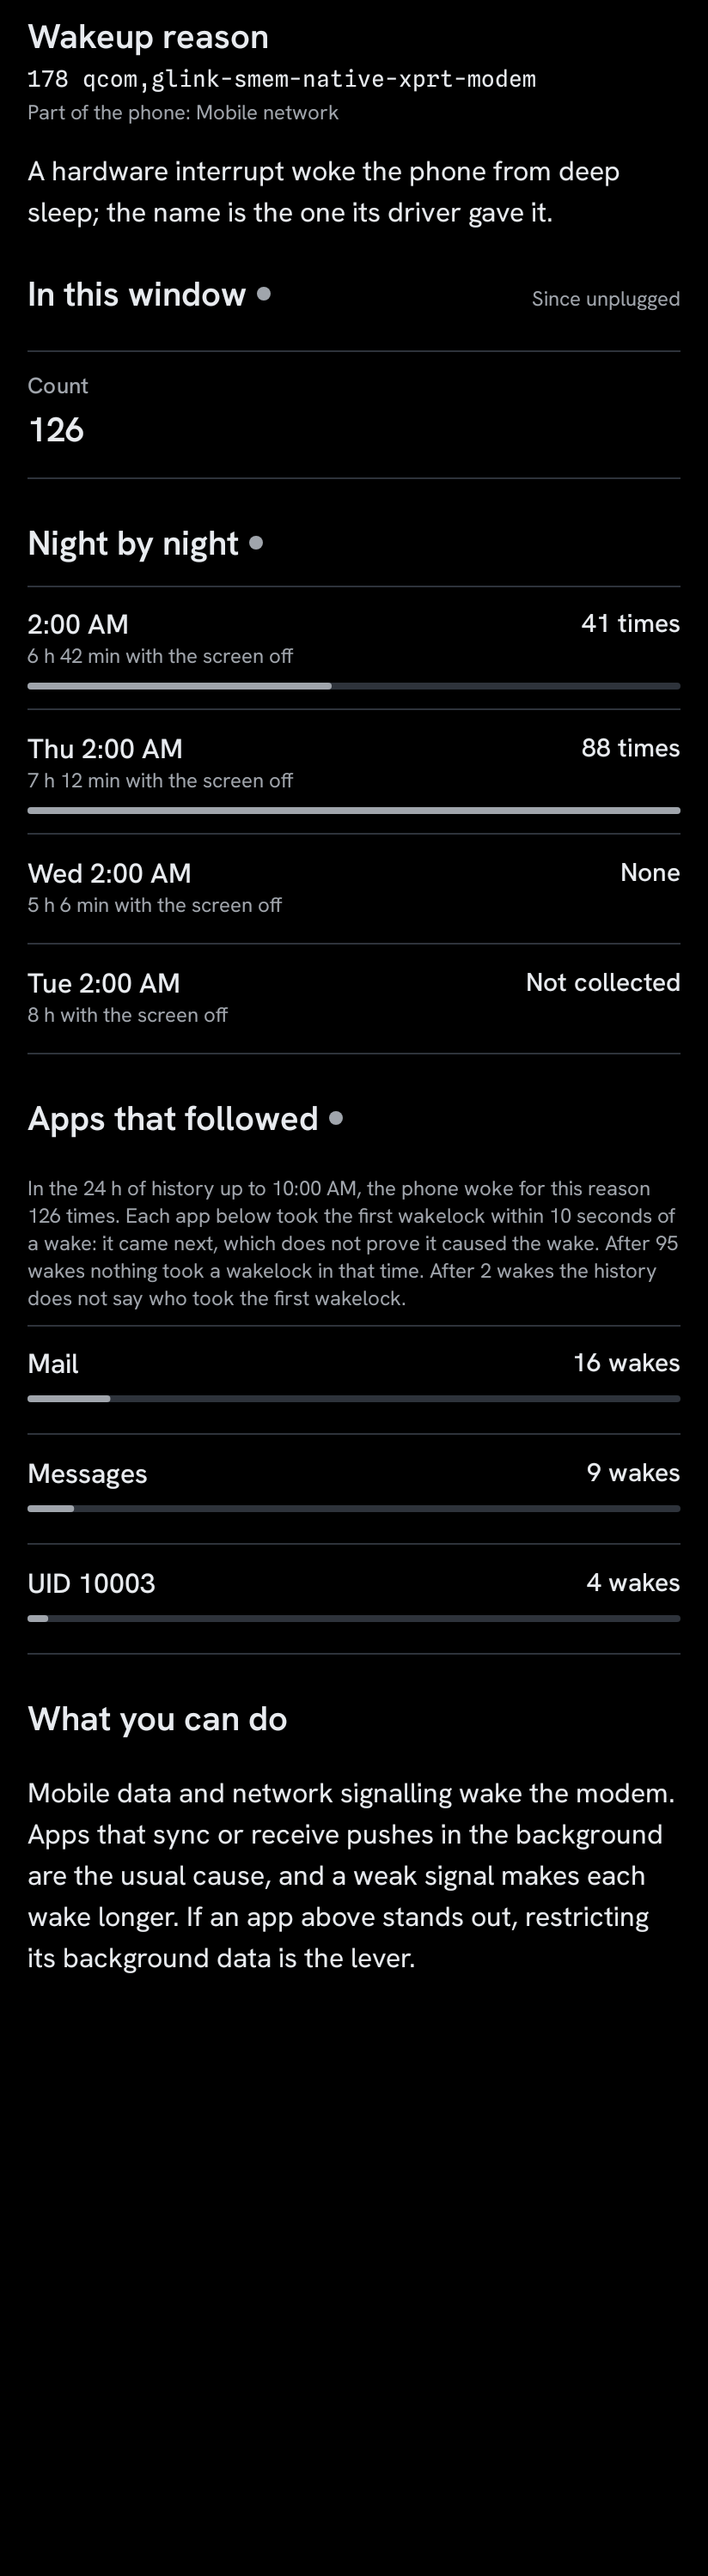 Wakeup reason
178 qcom,glink-smem-native-xprt-modem
Part of the phone: Mobile network
A hardware interrupt woke the phone from deep
sleep; the name is the one its driver gave it.
In this window
Since unplugged
Count
126
Night by night
2:00 AM
41 times
6 h 42 min with the screen off
Thu 2:00 AM
88 times
7 h 12 min with the screen off
Wed 2:00 AM
None
5 h 6 min with the screen off
Tue 2:00 AM
Not collected
8 h with the screen off
Apps that followed
In the 24 h of history up to 10:00 AM, the phone woke for this reason
126 times. Each app below took the first wakelock within 10 seconds of
a wake: it came next, which does not prove it caused the wake. After 95
wakes nothing took a wakelock in that time. After 2 wakes the history
does not say who took the first wakelock.
Mail
16 wakes
Messages
9 wakes
UID 10003
4 wakes
What you can do
Mobile data and network signalling wake the modem.
Apps that sync or receive pushes in the background
are the usual cause, and a weak signal makes each
wake longer. If an app above stands out, restricting
its background data is the lever.